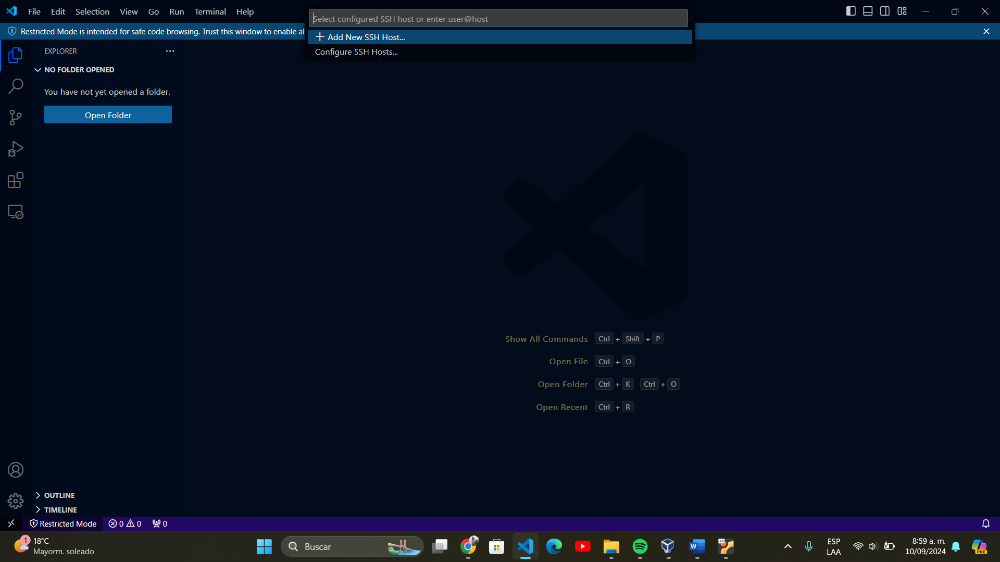 File Edit Selection View Go Run Terminal Help
Select configured SSH host or enter user@host
Restricted Mode is intended for safe code browsing. Trust this window to enable al
Add New SSH Host...
Configure SSH Hosts...
EXPLORER
NO FOLDER OPENED
You have not yet opened a folder.
Open Folder
Show All Commands Ctrl + Shift + P
Open File Ctrl + O
Open Folder Ctrl + K Ctrl + O
Open Recent Ctrl + R
OUTLINE
TIMELINE
Restricted Mode 0 0 0
1
18°C
Mayorm. soleado
Buscar
W
64
ESP
LAA
8:59 a. m.
10/09/2024
PRE